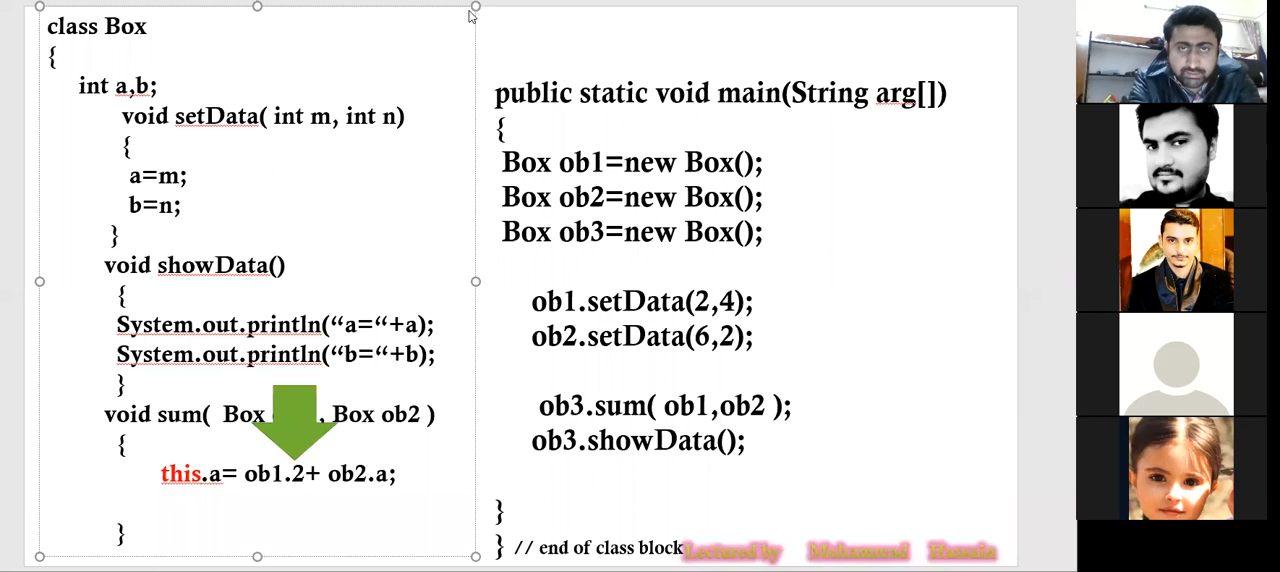 class Box
{
int a,b;
void setData( int m, int n)
{
a=m;
b=n;
}
void showData()
{
System.out.println(“a=“+a);
System.out.println(“b=“+b);
}
void sum( Box , Box ob2 )
{
this.a= ob1.2+ ob2.a;
}
public static void main(String arg[])
{
Box ob1=new Box();
Box ob2=new Box();
Box ob3=new Box();
ob1.setData(2,4);
ob2.setData(6,2);
ob3.sum( ob1,ob2 );
ob3.showData();
}
} // end of class block
Lectured by Muhammad Hussain